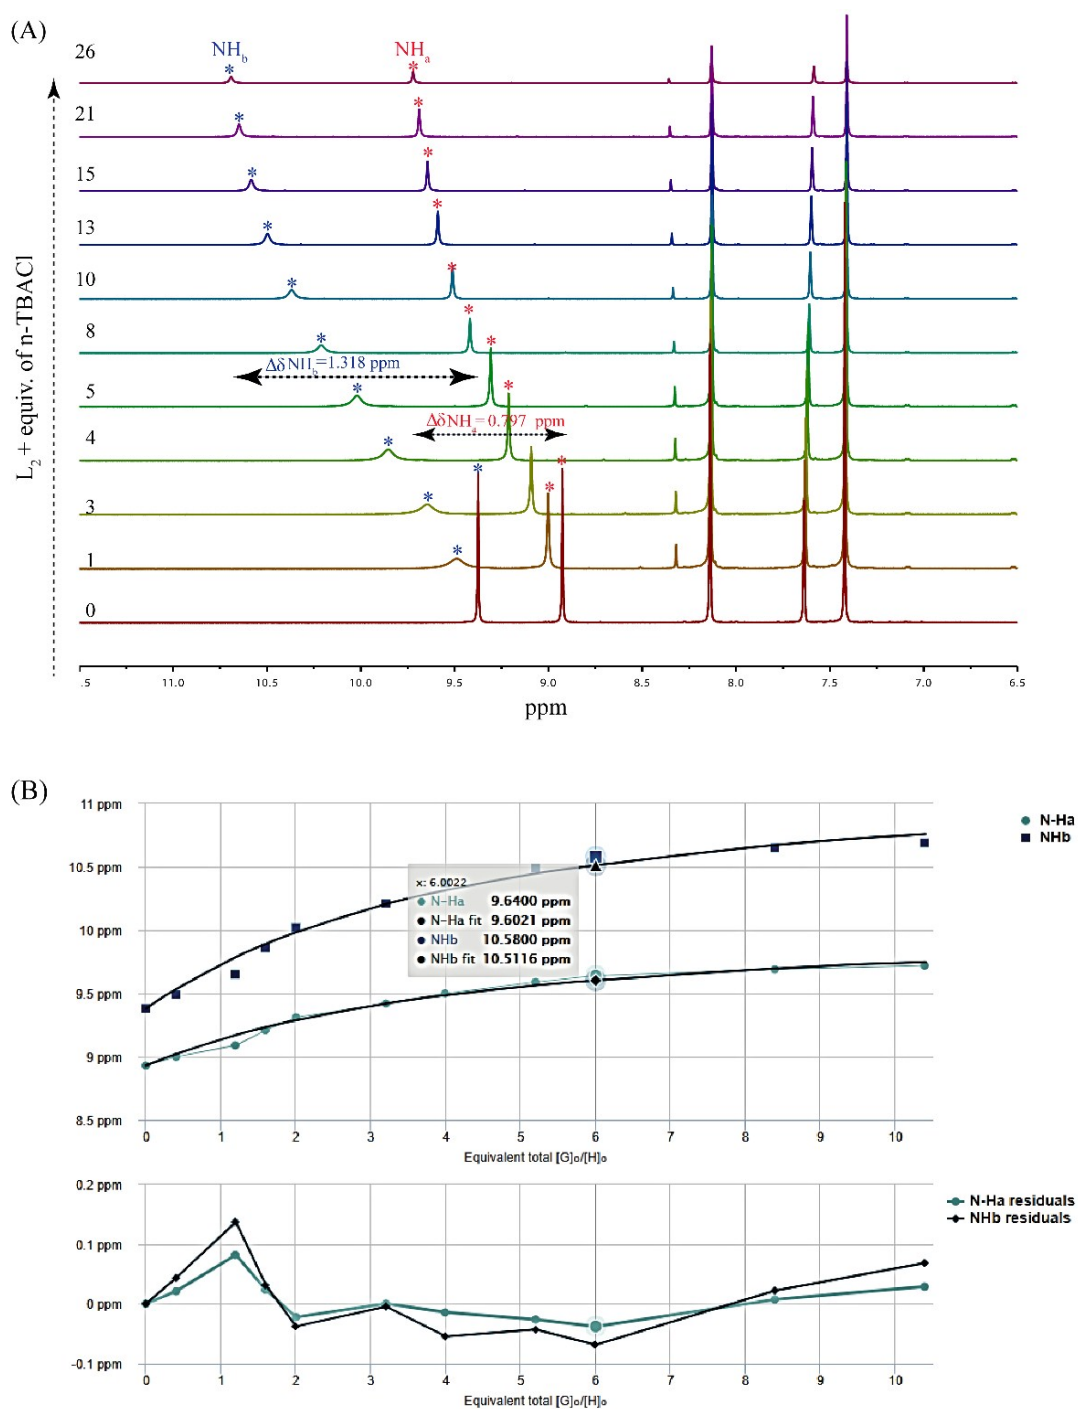 (A)
26
NHb
NHa
* *
21
* *
15
* *
13
* *
10
* *
8
* *
ΔδNHb=1.318 ppm
5
* *
ΔδNHa= 0.797 ppm
4
* *
* *
3
* *
1
*
0
L2 + equiv. of n-TBACl
.5 11.0 10.5 10.0 9.5 9.0 8.5 8.0 7.5 7.0 6.5
ppm
(B)
11 ppm
N-Ha
NHb
10.5 ppm
x: 6.0022
N-Ha 9.6400 ppm
N-Ha fit 9.6021 ppm
NHb 10.5800 ppm
NHb fit 10.5116 ppm
10 ppm
9.5 ppm
9 ppm
8.5 ppm
0 1 2 3 4 5 6 7 8 9 10
Equivalent total [G]₀/[H]₀
0.2 ppm
N-Ha residuals
NHb residuals
0.1 ppm
0 ppm
-0.1 ppm
0 1 2 3 4 5 6 7 8 9 10
Equivalent total [G]₀/[H]₀